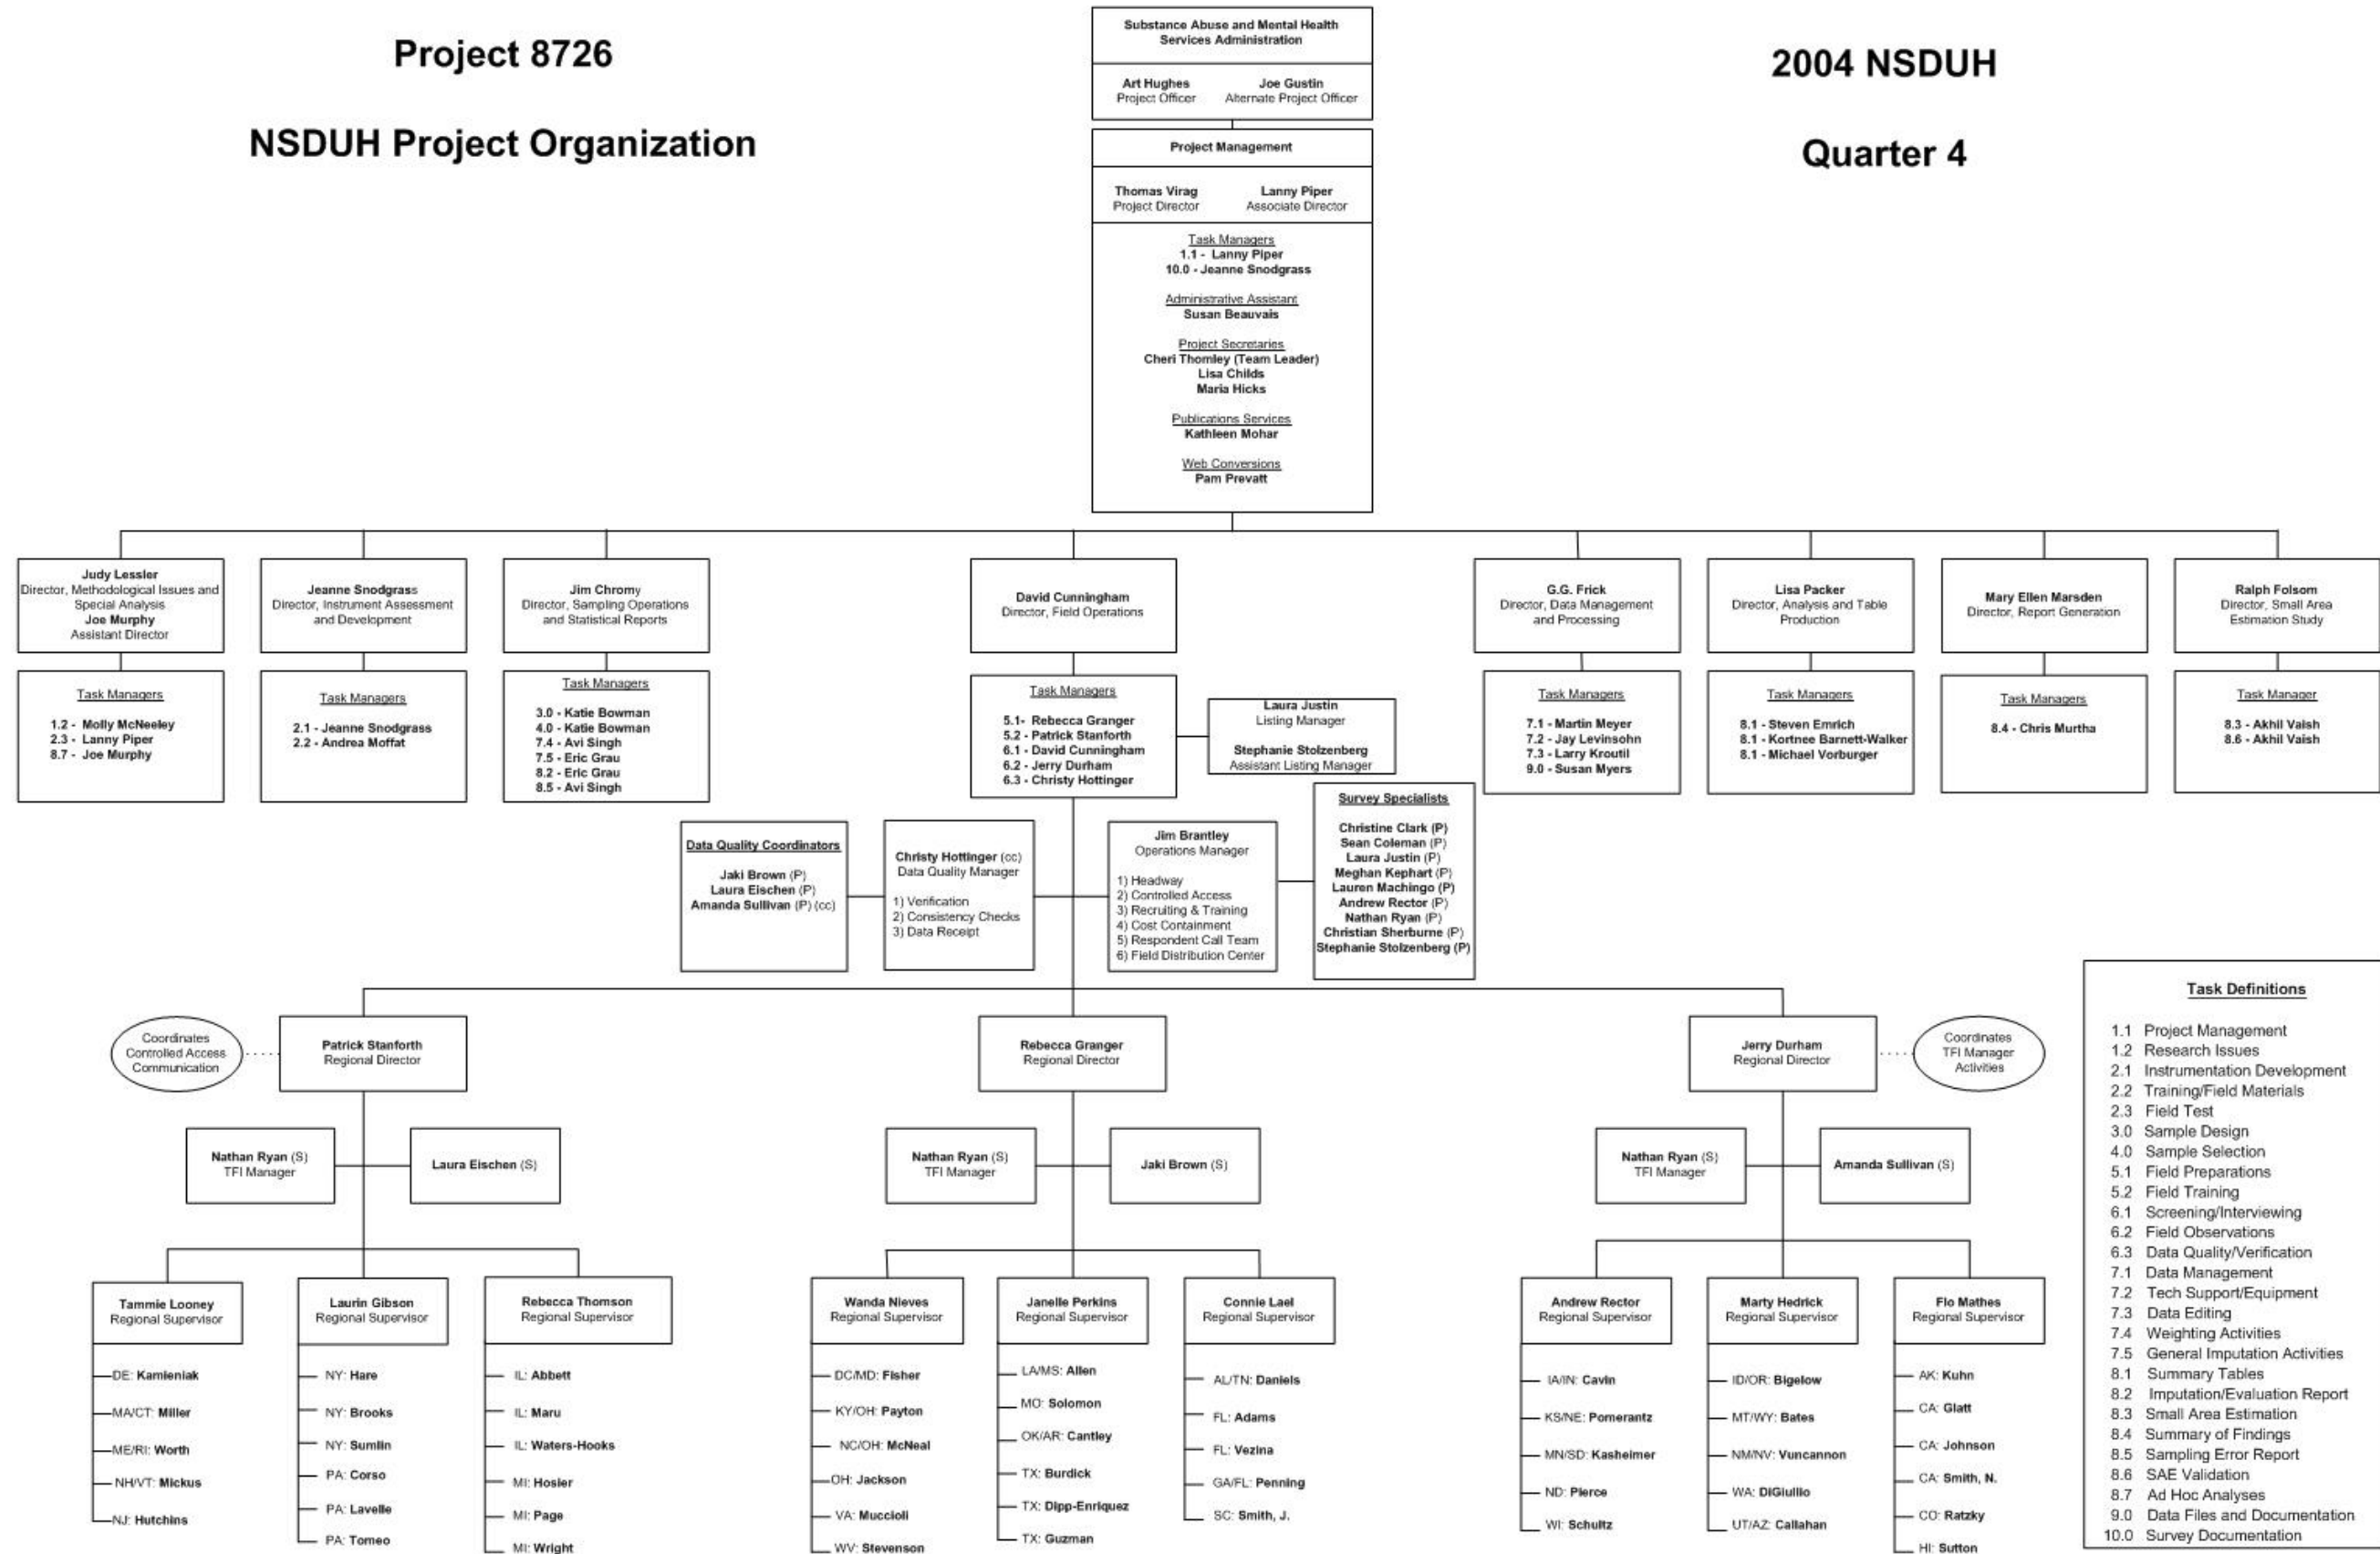 Project 8726
NSDUH Project Organization
2004 NSDUH
Quarter 4
Substance Abuse and Mental Health
Services Administration
Art Hughes
Project Officer
Joe Gustin
Alternate Project Officer
Project Management
Thomas Virag
Project Director
Lanny Piper
Associate Director
Task Managers
1.1 - Lanny Piper
10.0 - Jeanne Snodgrass
Administrative Assistant
Susan Beauvais
Project Secretaries
Cheri Thomley (Team Leader)
Lisa Childs
Maria Hicks
Publications Services
Kathleen Mohar
Web Conversions
Pam Prevatt
Judy Lessler
Director, Methodological Issues and
Special Analysis
Joe Murphy
Assistant Director
Jeanne Snodgrass
Director, Instrument Assessment
and Development
Jim Chromy
Director, Sampling Operations
and Statistical Reports
David Cunningham
Director, Field Operations
G.G. Frick
Director, Data Management
and Processing
Lisa Packer
Director, Analysis and Table
Production
Mary Ellen Marsden
Director, Report Generation
Ralph Folsom
Director, Small Area
Estimation Study
Task Managers
1.2 - Molly McNeeley
2.3 - Lanny Piper
8.7 - Joe Murphy
Task Managers
2.1 - Jeanne Snodgrass
2.2 - Andrea Moffat
Task Managers
3.0 - Katie Bowman
4.0 - Katie Bowman
7.4 - Avi Singh
7.5 - Eric Grau
8.2 - Eric Grau
8.5 - Avi Singh
Task Managers
5.1- Rebecca Granger
5.2 - Patrick Stanforth
6.1 - David Cunningham
6.2 - Jerry Durham
6.3 - Christy Hottinger
Laura Justin
Listing Manager
Stephanie Stolzenberg
Assistant Listing Manager
Task Managers
7.1 - Martin Meyer
7.2 - Jay Levinsohn
7.3 - Larry Kroutil
9.0 - Susan Myers
Task Managers
8.1 - Steven Emrich
8.1 - Kortnee Barnett-Walker
8.1 - Michael Vorburger
Task Managers
8.4 - Chris Murtha
Task Manager
8.3 - Akhil Vaish
8.6 - Akhil Vaish
Data Quality Coordinators
Jaki Brown (P)
Laura Eischen (P)
Amanda Sullivan (P) (cc)
Christy Hottinger (cc)
Data Quality Manager
1) Verification
2) Consistency Checks
3) Data Receipt
Jim Brantley
Operations Manager
1) Headway
2) Controlled Access
3) Recruiting & Training
4) Cost Containment
5) Respondent Call Team
6) Field Distribution Center
Survey Specialists
Christine Clark (P)
Sean Coleman (P)
Laura Justin (P)
Meghan Kephart (P)
Lauren Machingo (P)
Andrew Rector (P)
Nathan Ryan (P)
Christian Sherburne (P)
Stephanie Stolzenberg (P)
Coordinates
Controlled Access
Communication
Patrick Stanforth
Regional Director
Rebecca Granger
Regional Director
Jerry Durham
Regional Director
Coordinates
TFI Manager
Activities
Nathan Ryan (S)
TFI Manager
Laura Eischen (S)
Nathan Ryan (S)
TFI Manager
Jaki Brown (S)
Nathan Ryan (S)
TFI Manager
Amanda Sullivan (S)
Tammie Looney
Regional Supervisor
DE: Kamieniak
MA/CT: Miller
ME/RI: Worth
NH/VT: Mickus
NJ: Hutchins
Laurin Gibson
Regional Supervisor
NY: Hare
NY: Brooks
NY: Sumlin
PA: Corso
PA: Lavelle
PA: Tomeo
Rebecca Thomson
Regional Supervisor
IL: Abbett
IL: Maru
IL: Waters-Hooks
MI: Hosier
MI: Page
MI: Wright
Wanda Nieves
Regional Supervisor
DC/MD: Fisher
KY/OH: Payton
NC/OH: McNeal
OH: Jackson
VA: Muccioli
WV: Stevenson
Janelle Perkins
Regional Supervisor
LA/MS: Allen
MO: Solomon
OK/AR: Cantley
TX: Burdick
TX: Dipp-Enriquez
TX: Guzman
Connie Lael
Regional Supervisor
AL/TN: Daniels
FL: Adams
FL: Vezina
GA/FL: Penning
SC: Smith, J.
Andrew Rector
Regional Supervisor
IA/IN: Cavin
KS/NE: Pomerantz
MN/SD: Kasheimer
ND: Pierce
WI: Schultz
Marty Hedrick
Regional Supervisor
ID/OR: Bigelow
MT/WY: Bates
NM/NV: Vuncannon
WA: DiGiullio
UT/AZ: Callahan
Flo Mathes
Regional Supervisor
AK: Kuhn
CA: Glatt
CA: Johnson
CA: Smith, N.
CO: Ratzky
HI: Sutton
Task Definitions
1.1 Project Management
1.2 Research Issues
2.1 Instrumentation Development
2.2 Training/Field Materials
2.3 Field Test
3.0 Sample Design
4.0 Sample Selection
5.1 Field Preparations
5.2 Field Training
6.1 Screening/Interviewing
6.2 Field Observations
6.3 Data Quality/Verification
7.1 Data Management
7.2 Tech Support/Equipment
7.3 Data Editing
7.4 Weighting Activities
7.5 General Imputation Activities
8.1 Summary Tables
8.2 Imputation/Evaluation Report
8.3 Small Area Estimation
8.4 Summary of Findings
8.5 Sampling Error Report
8.6 SAE Validation
8.7 Ad Hoc Analyses
9.0 Data Files and Documentation
10.0 Survey Documentation